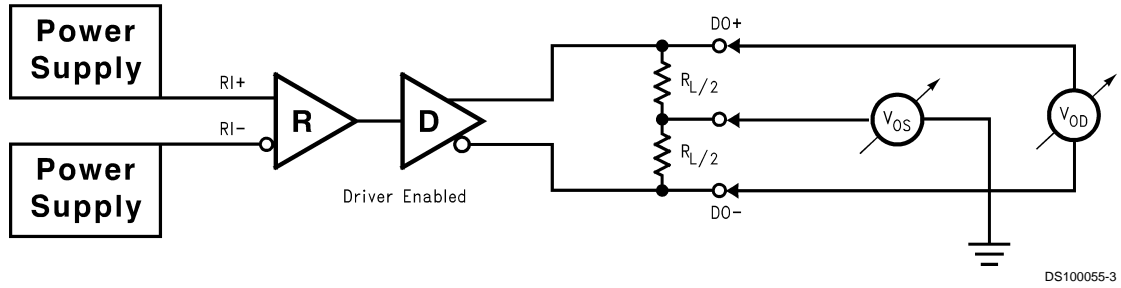 Power
Supply
RI+
RI-
R
D
Driver Enabled
Power
Supply
DO+
RL/2
RL/2
DO-
VOS
VOD
DS100055-3